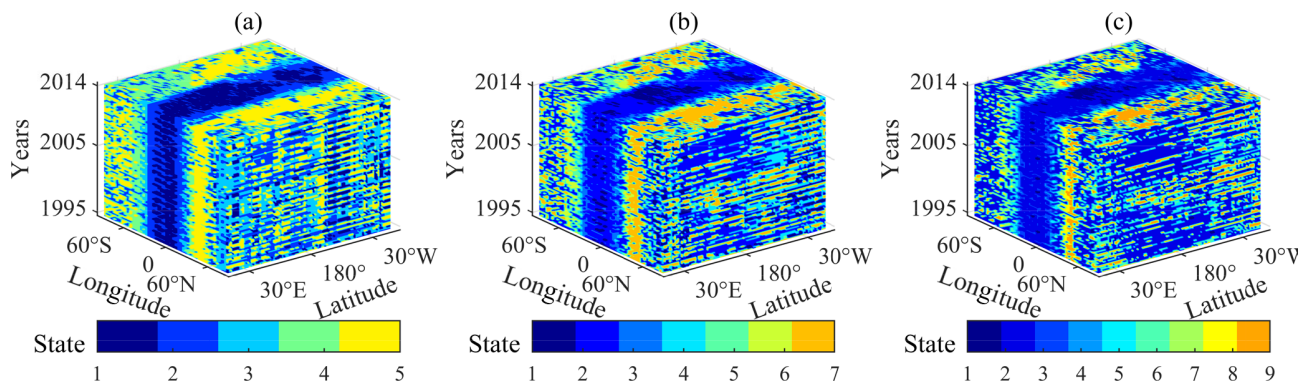 (a)
2014
2005
1995
Years
60°S
0
60°N
Longitude
30°E
180°
30°W
Latitude
State
1 2 3 4 5
(b)
2014
2005
1995
Years
60°S
0
60°N
Longitude
30°E
180°
30°W
Latitude
State
1 2 3 4 5 6 7
(c)
2014
2005
1995
Years
60°S
0
60°N
Longitude
30°E
180°
30°W
Latitude
State
1 2 3 4 5 6 7 8 9